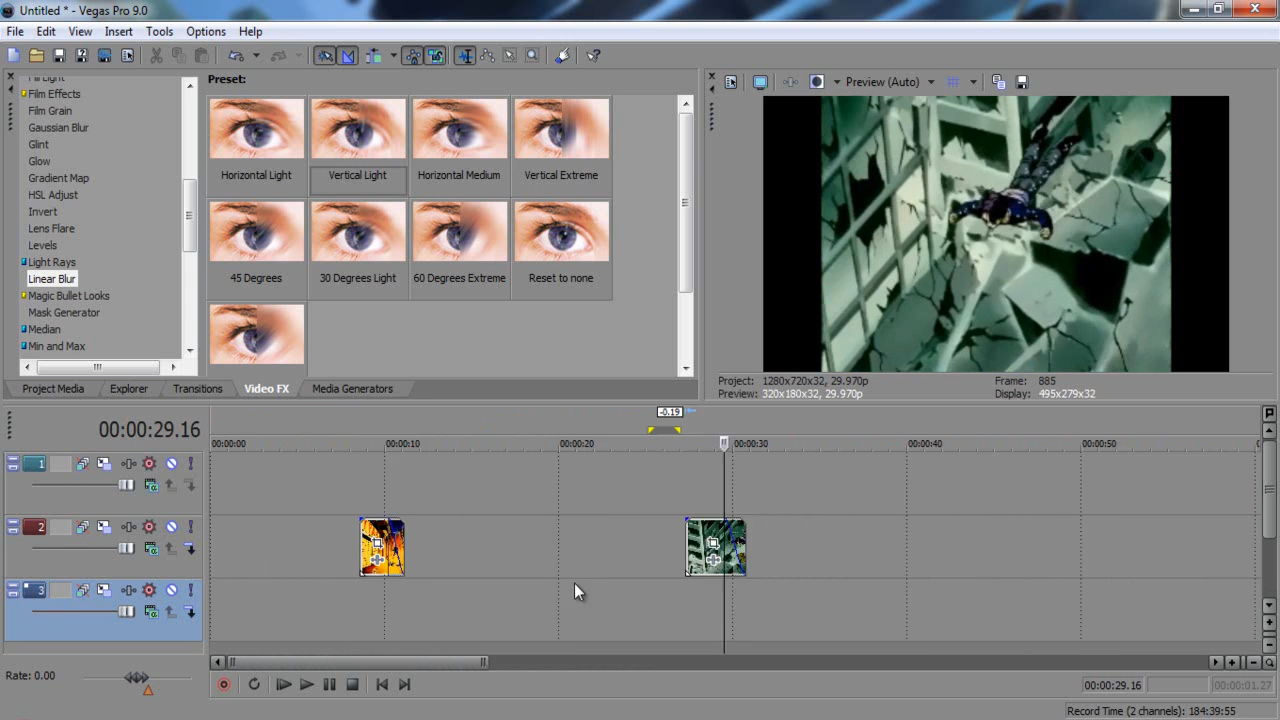 Untitled * - Vegas Pro 9.0
File Edit View Insert Tools Options Help
Film Effects
Film Grain
Gaussian Blur
Glint
Glow
Gradient Map
HSL Adjust
Invert
Lens Flare
Levels
Light Rays
Linear Blur
Magic Bullet Looks
Mask Generator
Median
Min and Max
Preset:
Horizontal Light Vertical Light Horizontal Medium Vertical Extreme
45 Degrees 30 Degrees Light 60 Degrees Extreme Reset to none
Project Media Explorer Transitions Video FX Media Generators
Preview (Auto)
Project: 1280x720x32, 29.970p Frame: 885
Preview: 320x180x32, 29.970p Display: 495x279x32
-0.19
00:00:29.16
00:00:00 00:00:10 00:00:20 00:00:30 00:00:40 00:00:50
1
2
3
Rate: 0.00
00:00:29.16 00:00:01.27
Record Time (2 channels): 184:39:55